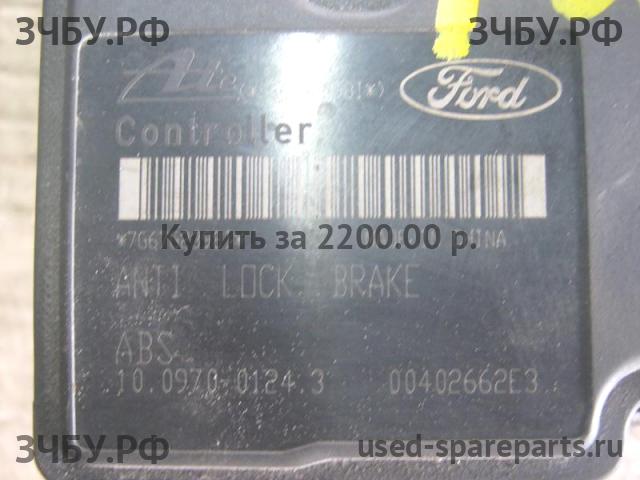 ЗЧБУ.РФ ЗЧБУ.РФ
Ate Ford
Controller
Купить за 2200.00 р.
ANTI LOCK BRAKE
ABS
10.0970-0124.3 00402662E3
ЗЧБУ.РФ used-spareparts.ru